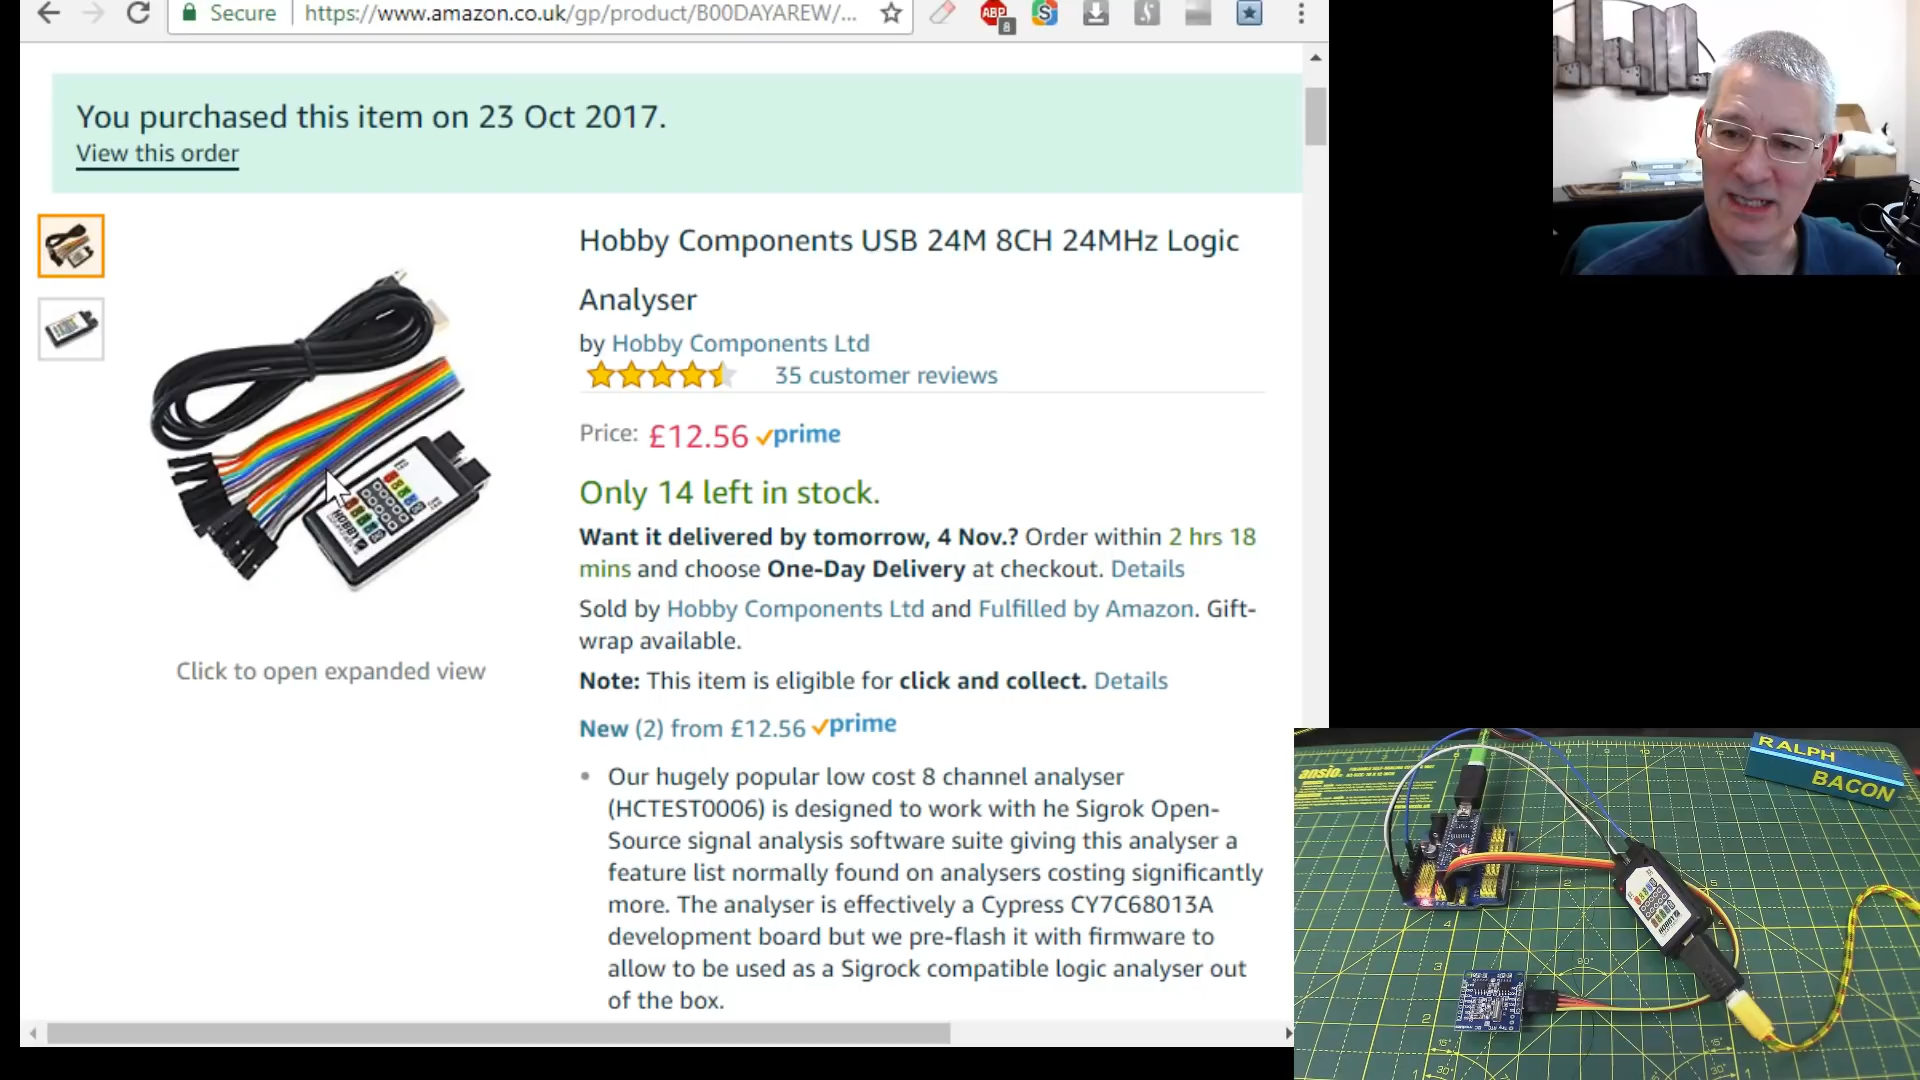 Secure
https://www.amazon.co.uk/gp/product/B00DAYAREW/...
ABP
8
You purchased this item on 23 Oct 2017.
View this order
Hobby Components USB 24M 8CH 24MHz Logic
Analyser
by Hobby Components Ltd
35 customer reviews
Price: £12.56 prime
Only 14 left in stock.
Want it delivered by tomorrow, 4 Nov.? Order within 2 hrs 18
mins and choose One-Day Delivery at checkout. Details
Sold by Hobby Components Ltd and Fulfilled by Amazon. Gift-
wrap available.
Note: This item is eligible for click and collect. Details
New (2) from £12.56 prime
Our hugely popular low cost 8 channel analyser
(HCTEST0006) is designed to work with he Sigrok Open-
Source signal analysis software suite giving this analyser a
feature list normally found on analysers costing significantly
more. The analyser is effectively a Cypress CY7C68013A
development board but we pre-flash it with firmware to
allow to be used as a Sigrock compatible logic analyser out
of the box.
Click to open expanded view
HOBBY
ansio.
RALPH
BACON
HOBBY